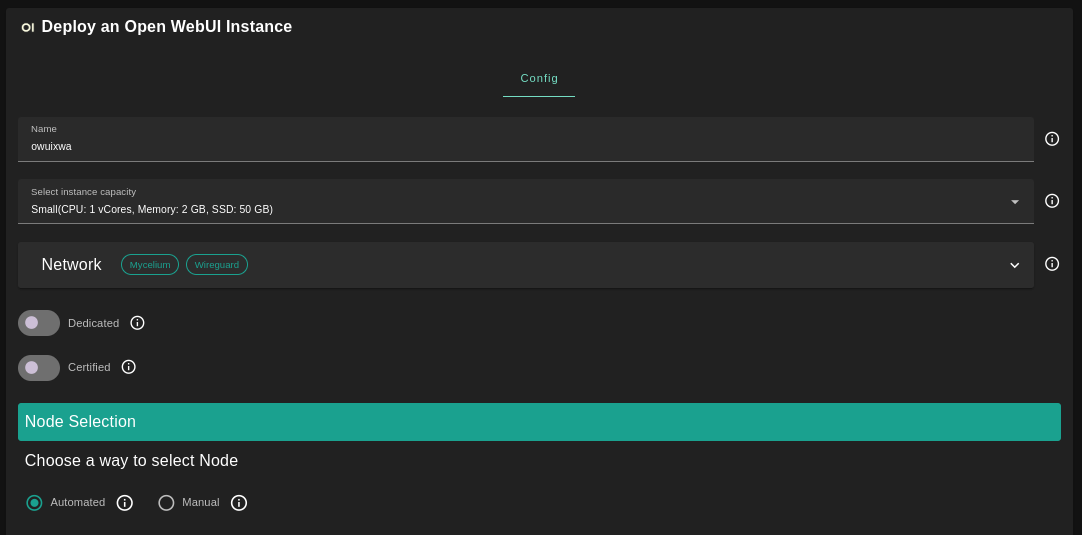 OI Deploy an Open WebUI Instance
Config
Name
owuixwa
Select instance capacity
Small(CPU: 1 vCores, Memory: 2 GB, SSD: 50 GB)
Network Mycelium Wireguard
Dedicated
Certified
Node Selection
Choose a way to select Node
Automated Manual